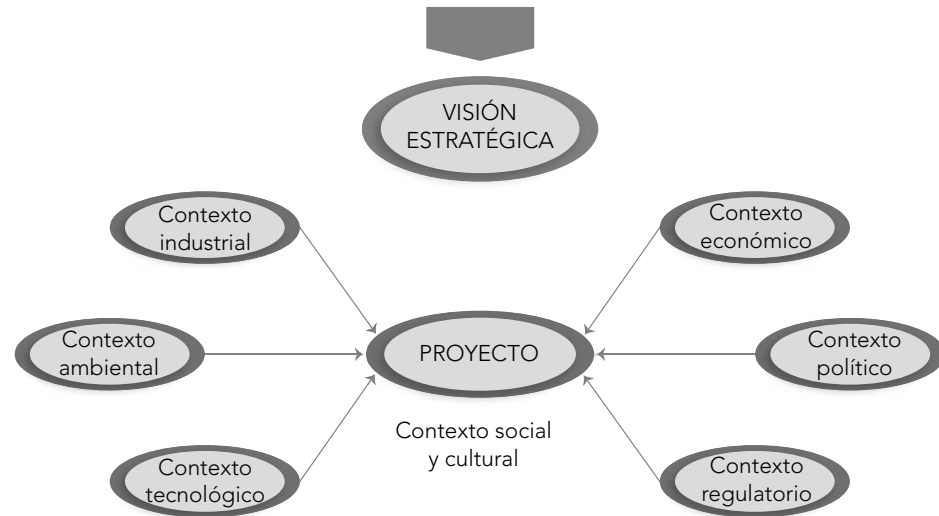 VISIÓN
ESTRATÉGICA
Contexto
industrial
Contexto
económico
Contexto
ambiental
PROYECTO
Contexto
político
Contexto social
y cultural
Contexto
tecnológico
Contexto
regulatorio